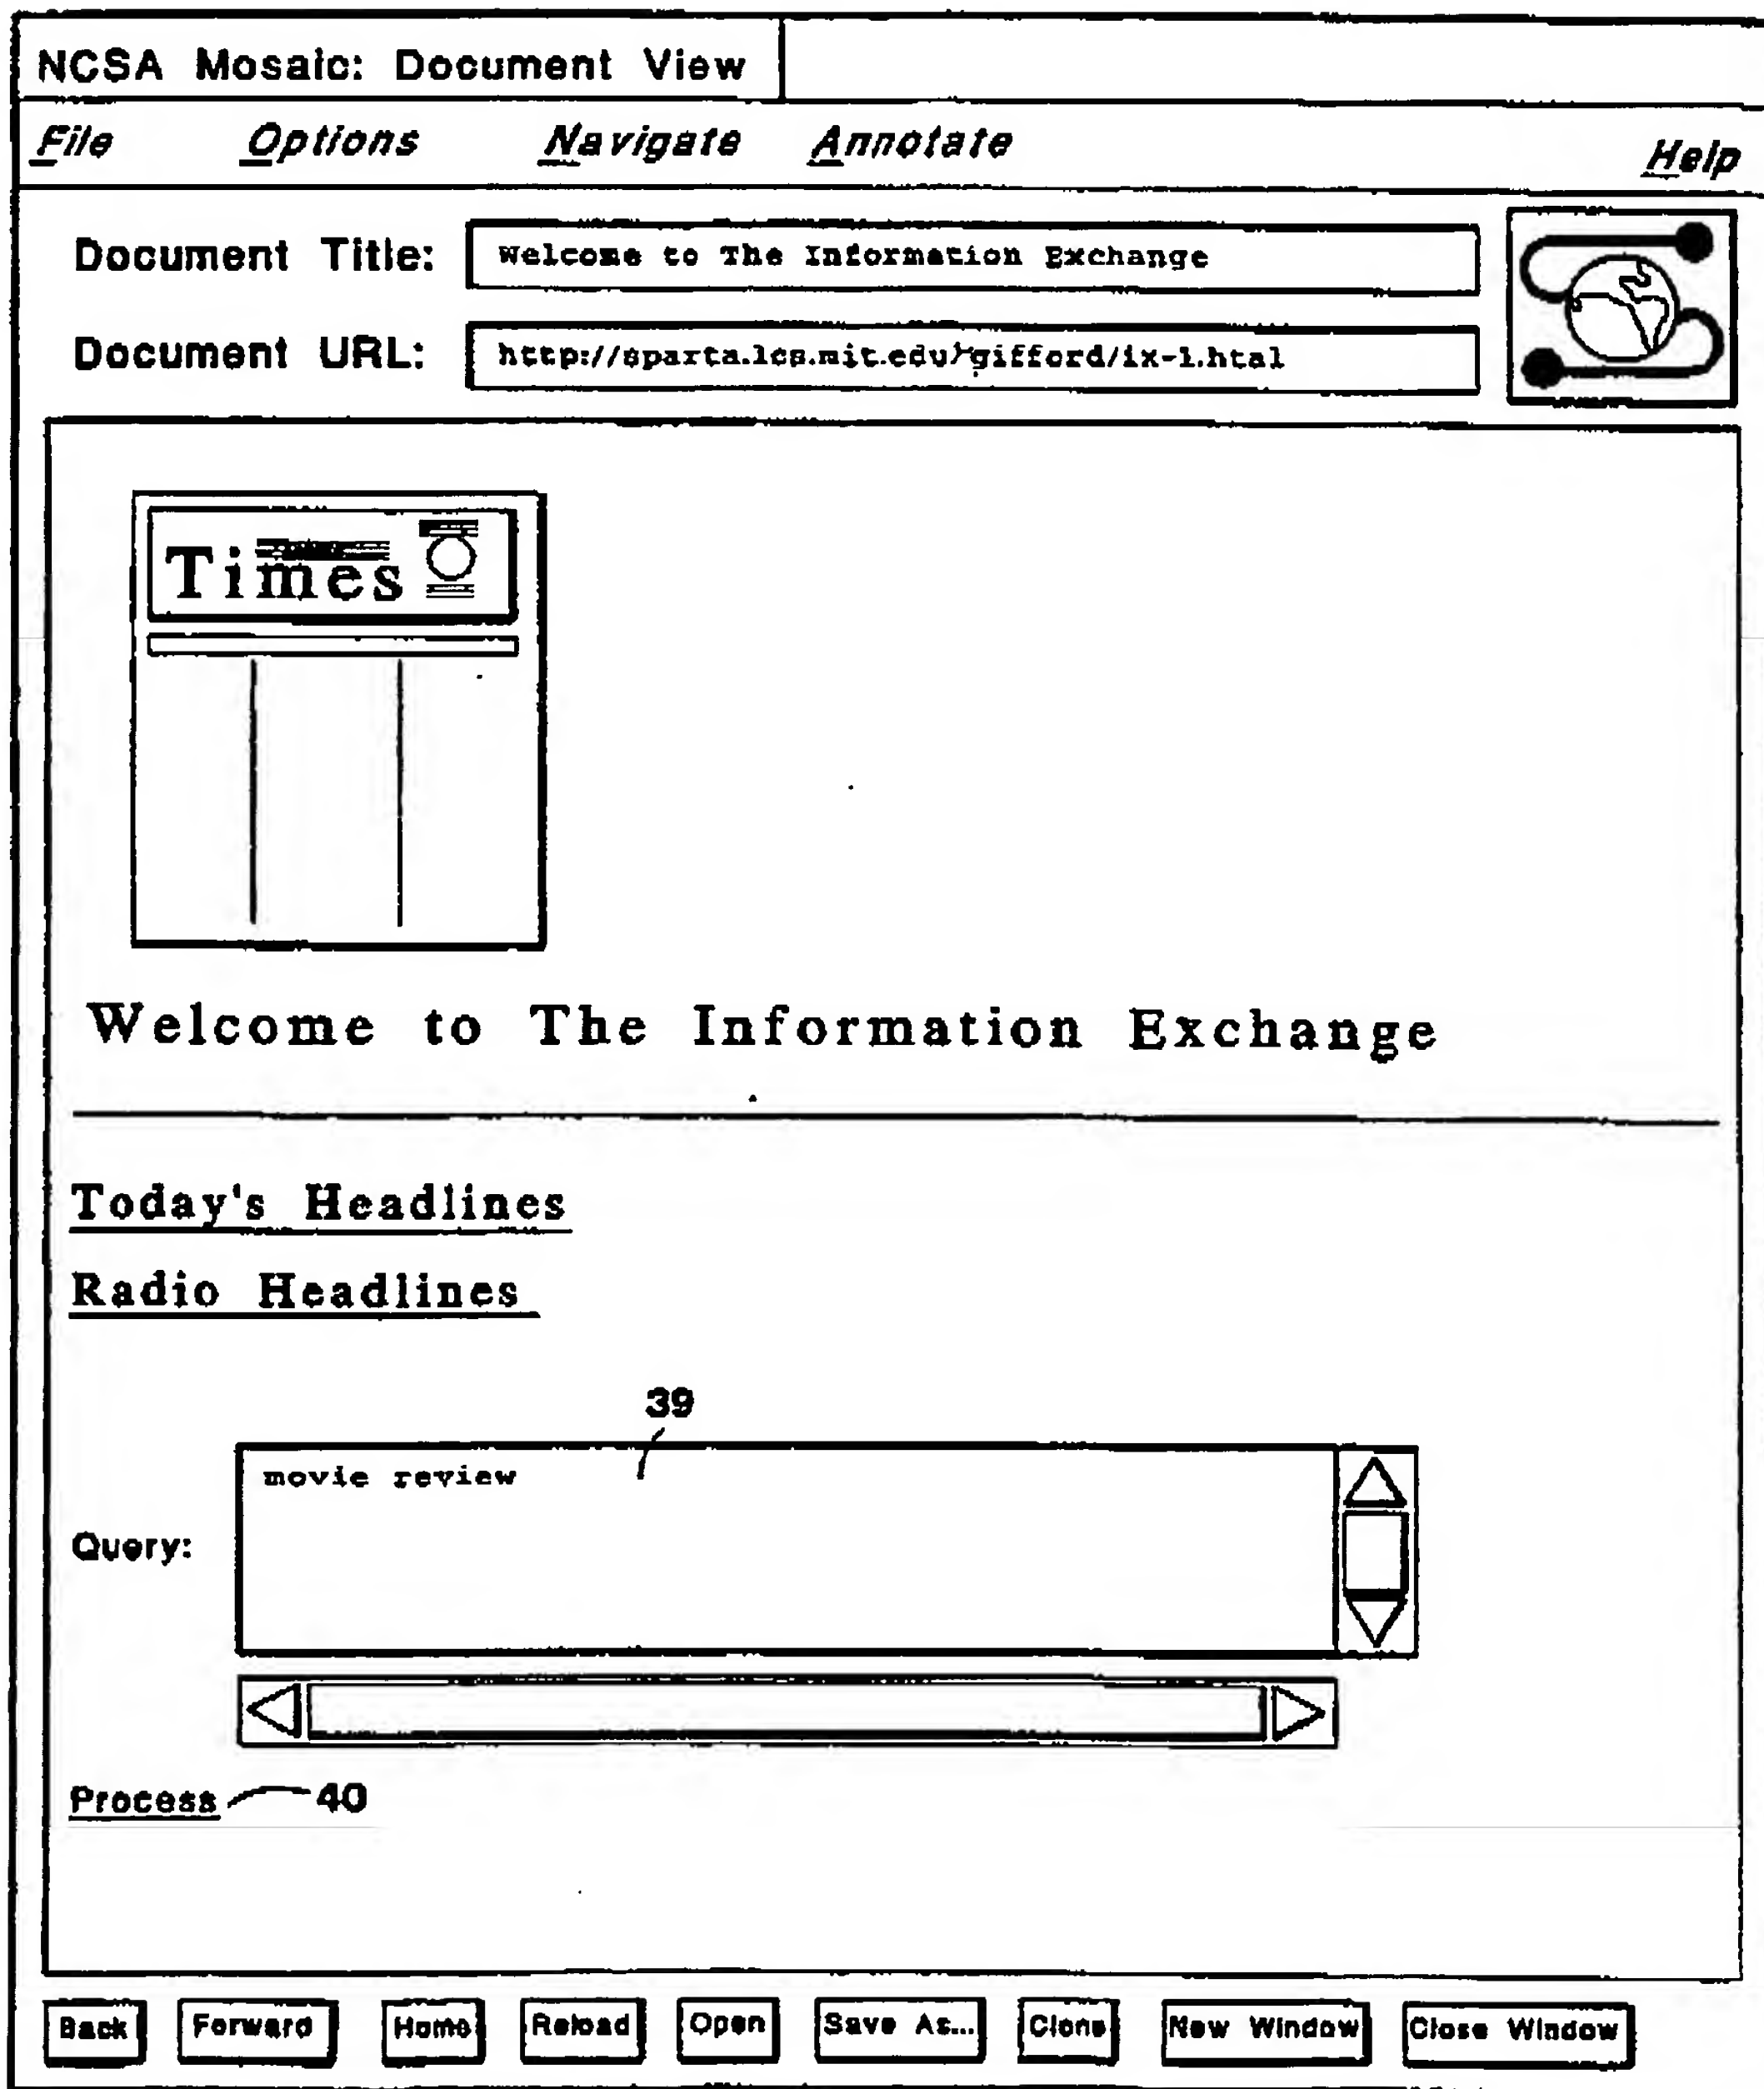 NCSA Mosaic: Document View
File Options Navigate Annotate Help
Document Title: Welcome to The Information Exchange
Document URL: http://sparta.lcs.mit.edu/~gifford/ix-1.html
Times
Welcome to The Information Exchange
Today's Headlines
Radio Headlines
39
movie review
Query:
Process 40
Back Forward Home Reload Open Save As... Clone New Window Close Window